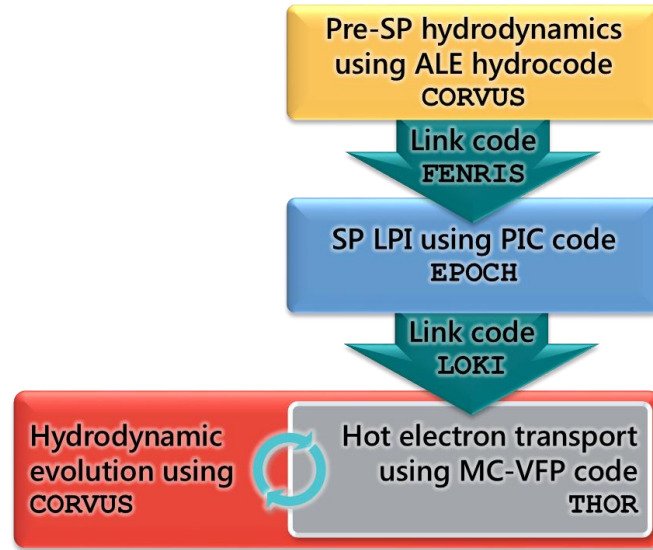 Pre-SP hydrodynamics
using ALE hydrocode
CORVUS
Link code
FENRIS
SP LPI using PIC code
EPOCH
Link code
LOKI
Hydrodynamic
evolution using
CORVUS
Hot electron transport
using MC-VFP code
THOR